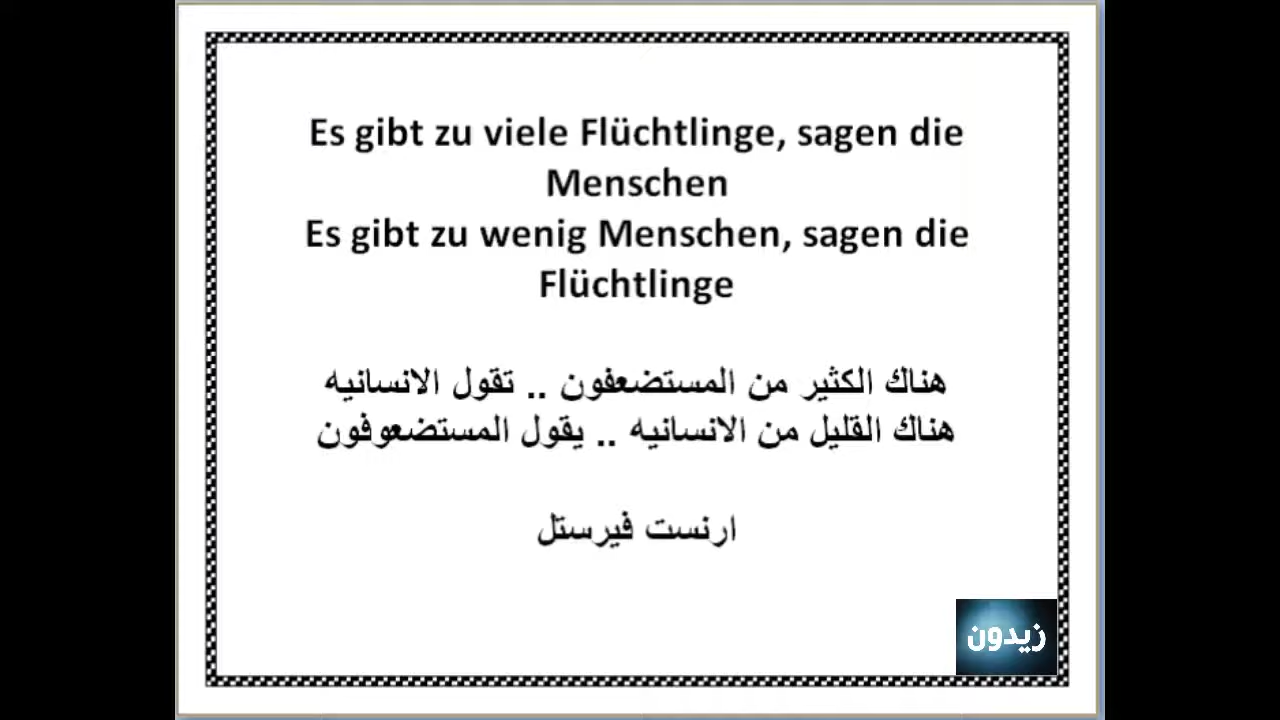 Es gibt zu viele Flüchtlinge, sagen die
Menschen
Es gibt zu wenig Menschen, sagen die
Flüchtlinge
هناك الكثير من المستضعفون .. تقول الانسانيه
هناك القليل من الانسانيه .. يقول المستضعوفون
ارنست فيرستل
زيدون